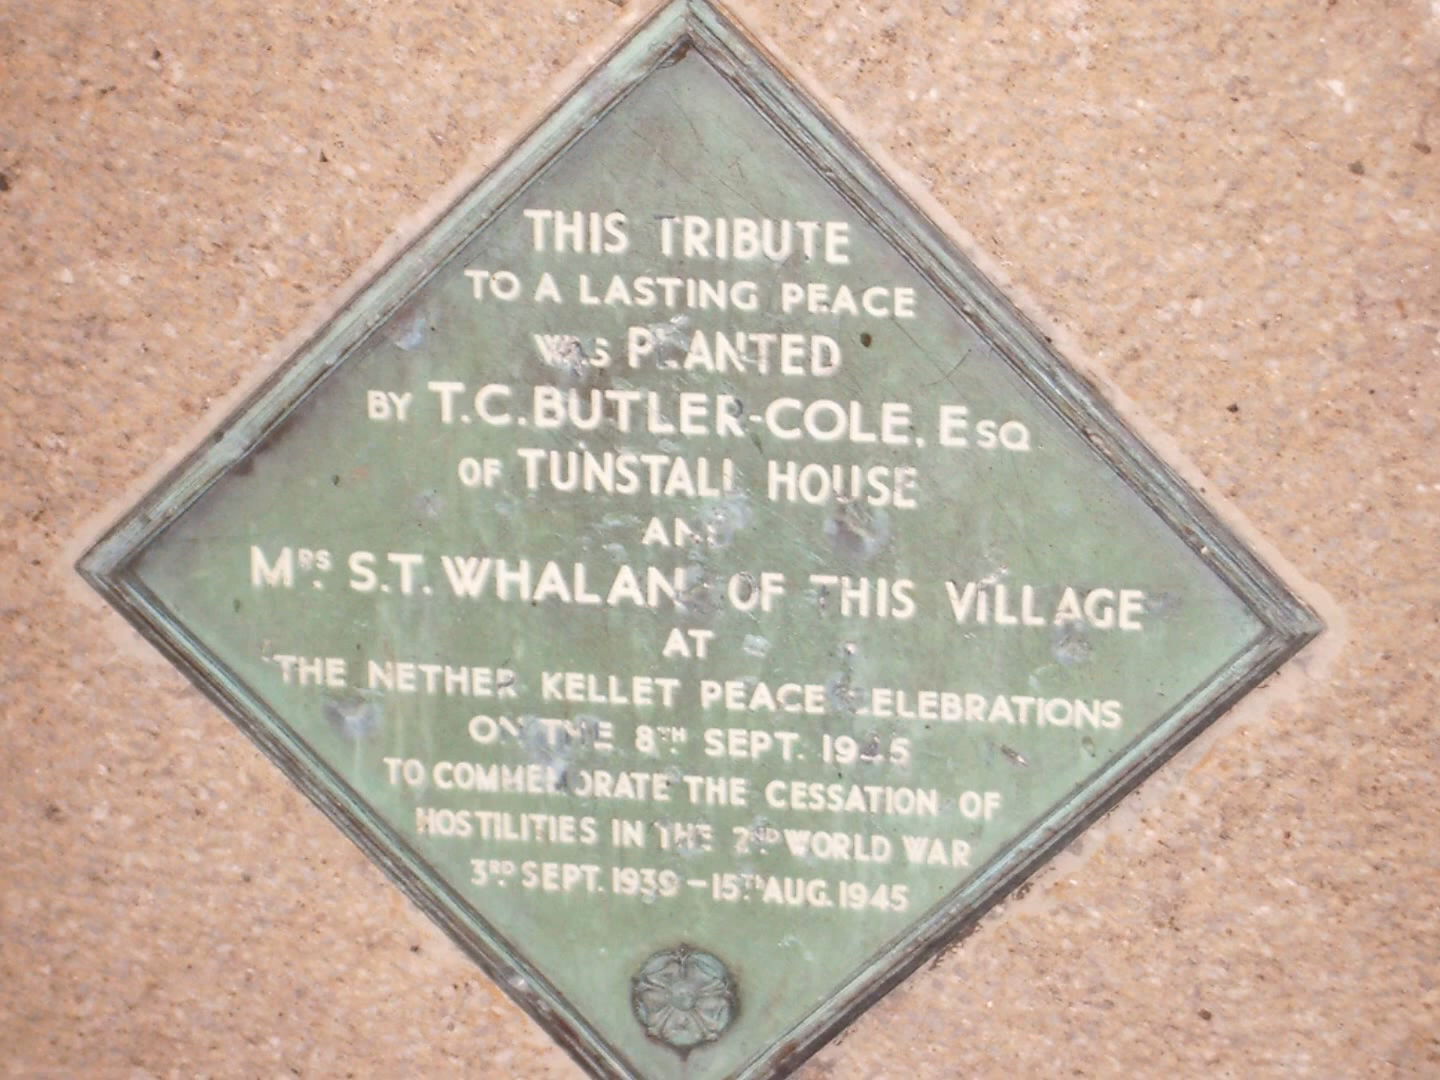 THIS TRIBUTE
TO A LASTING PEACE
WAS PLANTED
BY T.C. BUTLER-COLE, ESQ
OF TUNSTALL HOUSE
AND
MRS. S.T. WHALAN OF THIS VILLAGE
AT
THE NETHER KELLET PEACE CELEBRATIONS
ON THE 8TH SEPT. 1945
TO COMMEMORATE THE CESSATION OF
HOSTILITIES IN THE 2ND WORLD WAR
3RD SEPT. 1939 – 15TH AUG. 1945